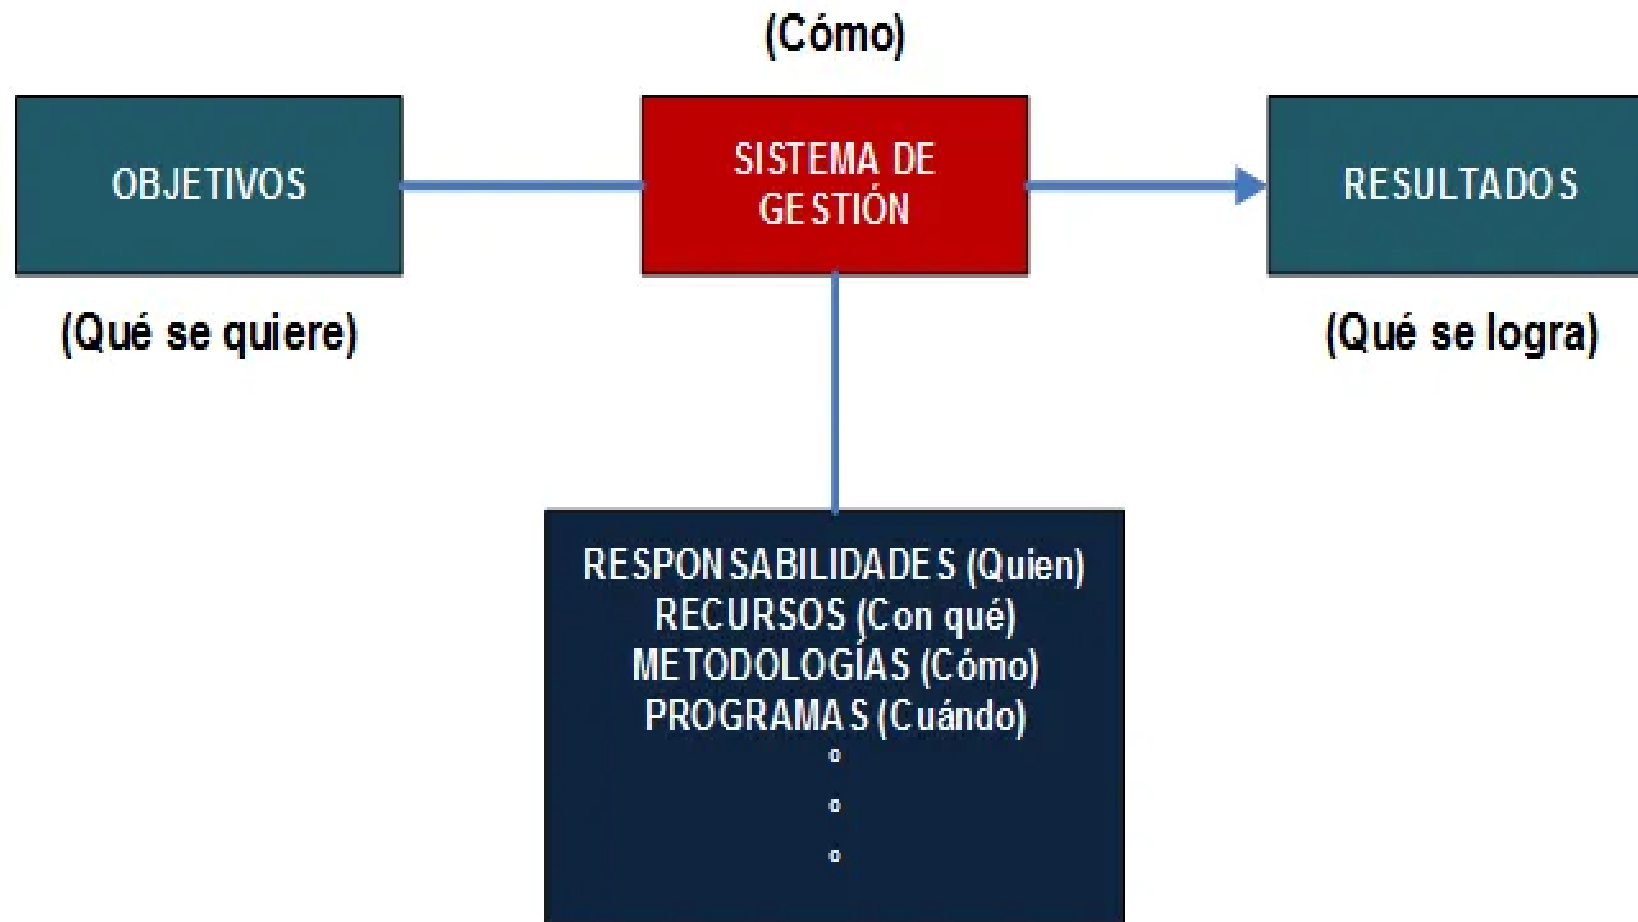 (Cómo)
OBJETIVOS
SISTEMA DE
GESTIÓN
RESULTADOS
(Qué se quiere)
(Qué se logra)
RESPONSABILIDADES (Quien)
RECURSOS (Con qué)
METODOLOGÍAS (Cómo)
PROGRAMAS (Cuándo)